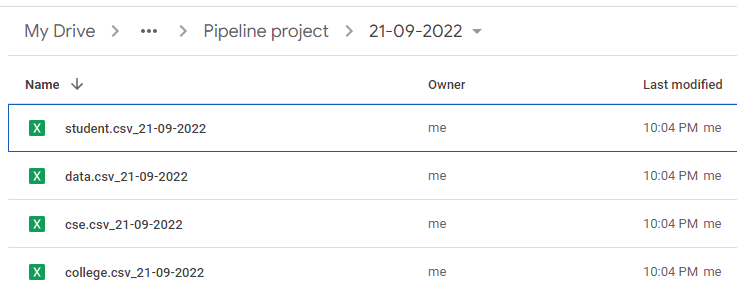 My Drive > ••• > Pipeline project > 21-09-2022
Name Owner Last modified
student.csv_21-09-2022 me 10:04 PM me
data.csv_21-09-2022 me 10:04 PM me
cse.csv_21-09-2022 me 10:04 PM me
college.csv_21-09-2022 me 10:04 PM me